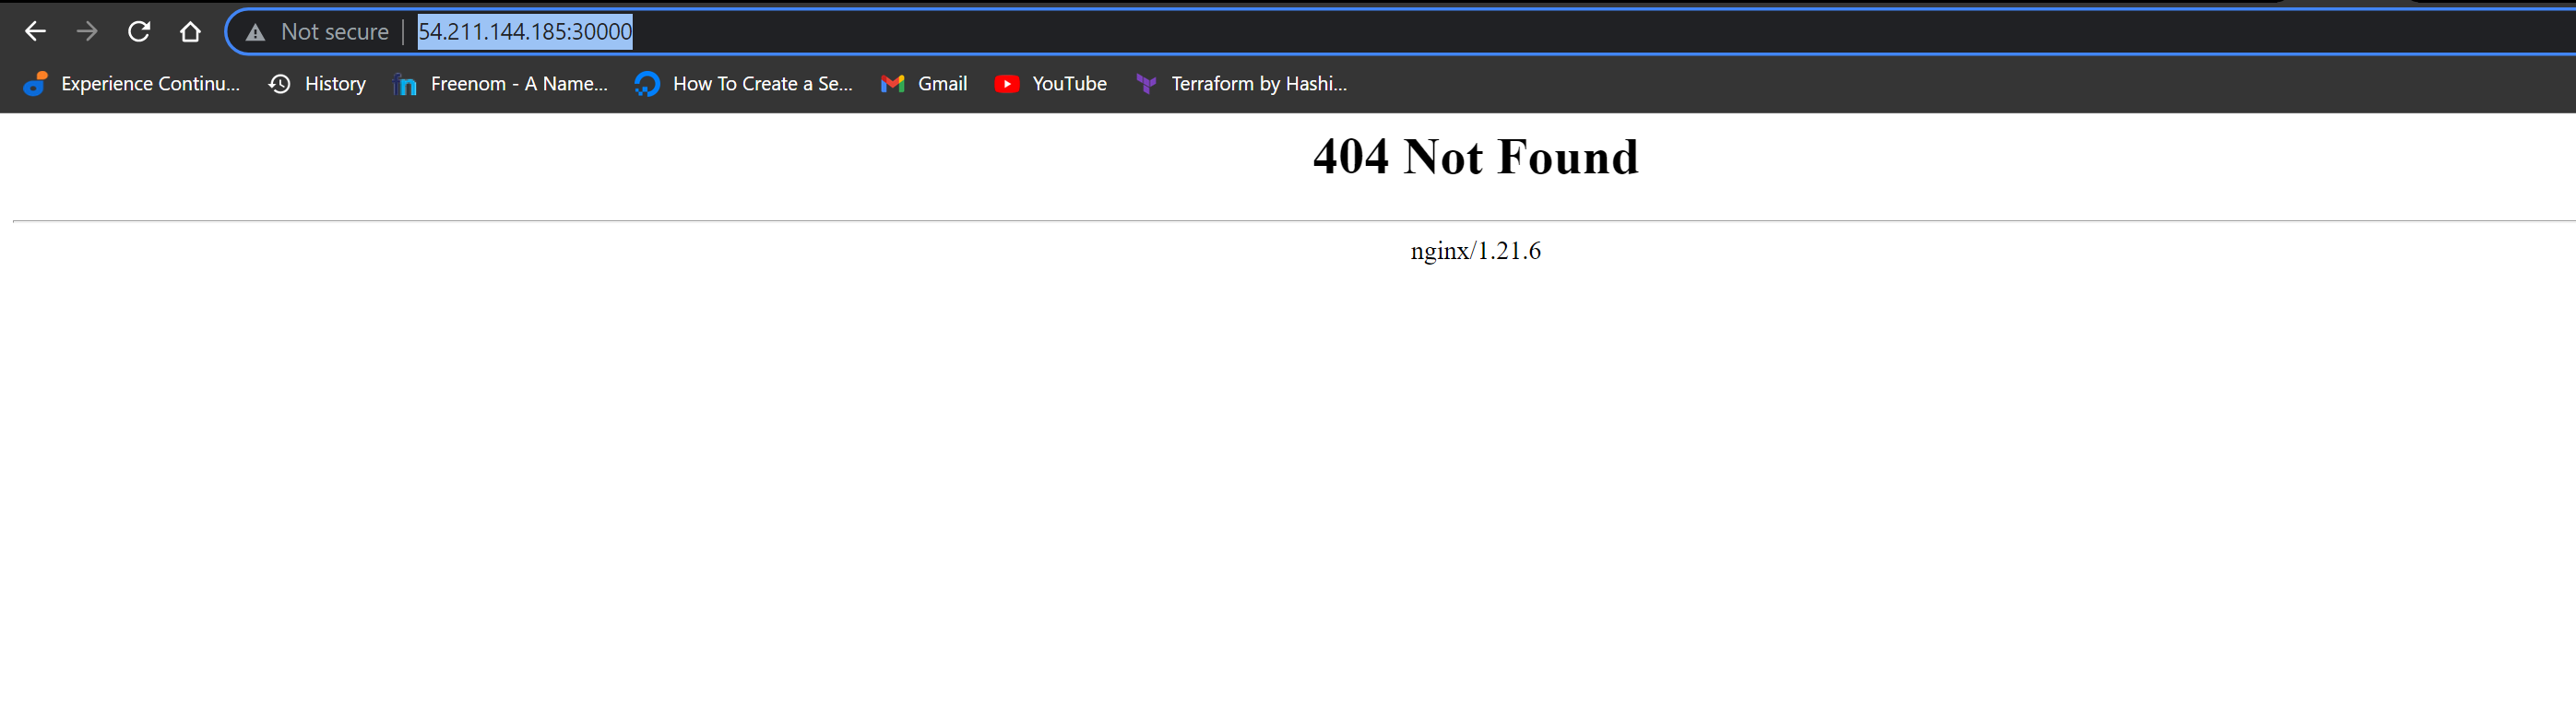 Not secure | 54.211.144.185:30000
Experience Continu... History Freenom - A Name... How To Create a Se... Gmail YouTube Terraform by Hashi...
404 Not Found
nginx/1.21.6